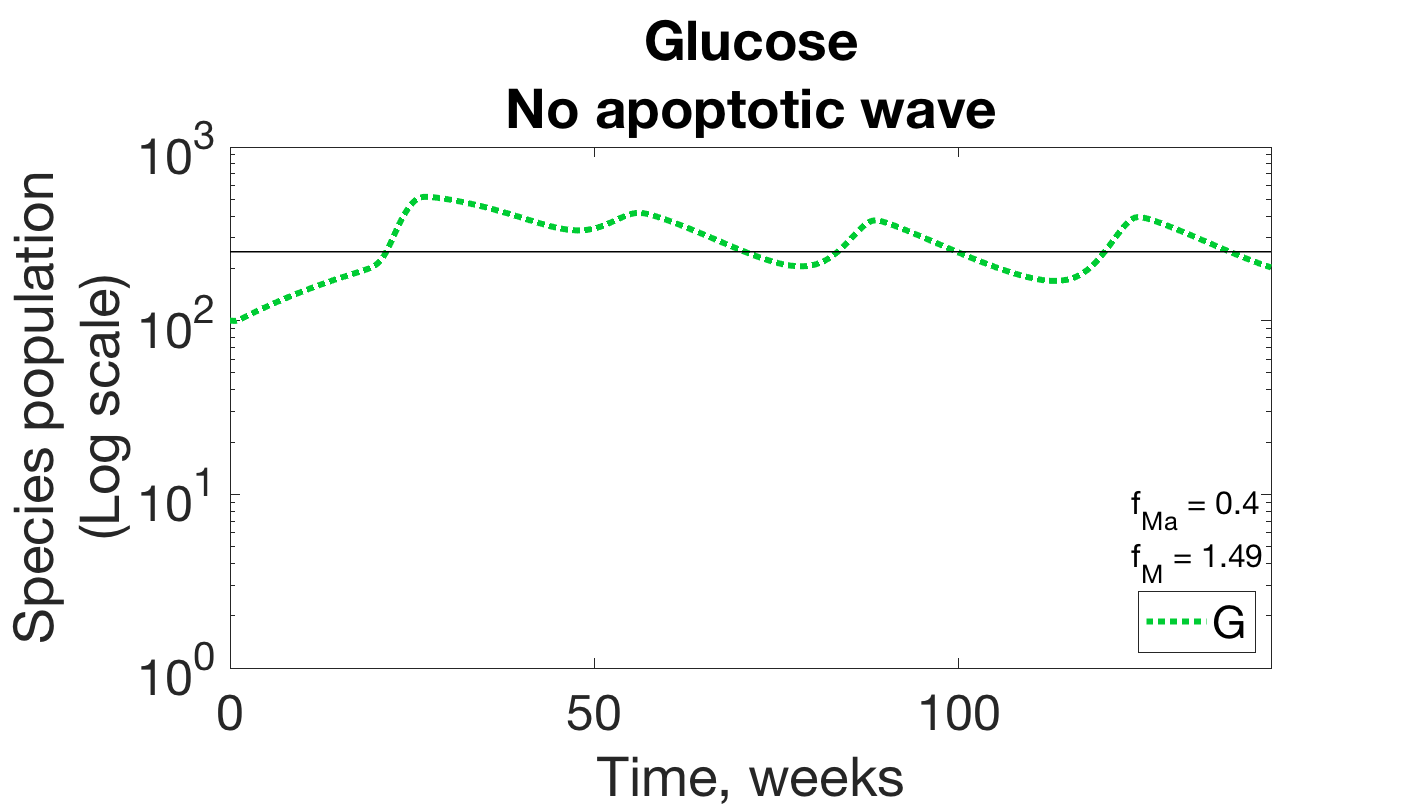 Glucose
No apoptotic wave
Species population
(Log scale)
10^3
10^2
10^1
10^0
f_Ma = 0.4
f_M = 1.49
G
0 50 100
Time, weeks